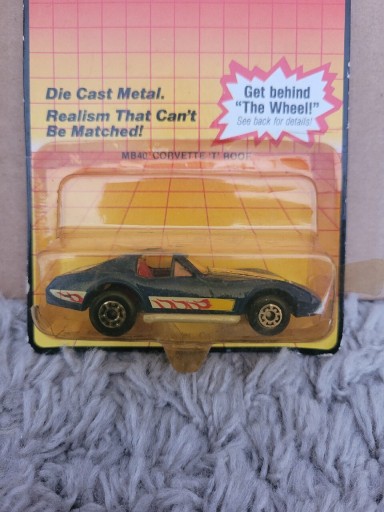 Die Cast Metal.
Realism That Can't
Be Matched!
Get behind
"The Wheel!"
See back for details!
MB40 CORVETTE 'T' ROOF